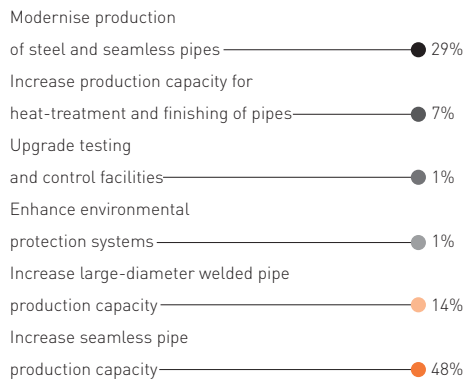 Modernise production
of steel and seamless pipes 29%
Increase production capacity for
heat-treatment and finishing of pipes 7%
Upgrade testing
and control facilities 1%
Enhance environmental
protection systems 1%
Increase large-diameter welded pipe
production capacity 14%
Increase seamless pipe
production capacity 48%